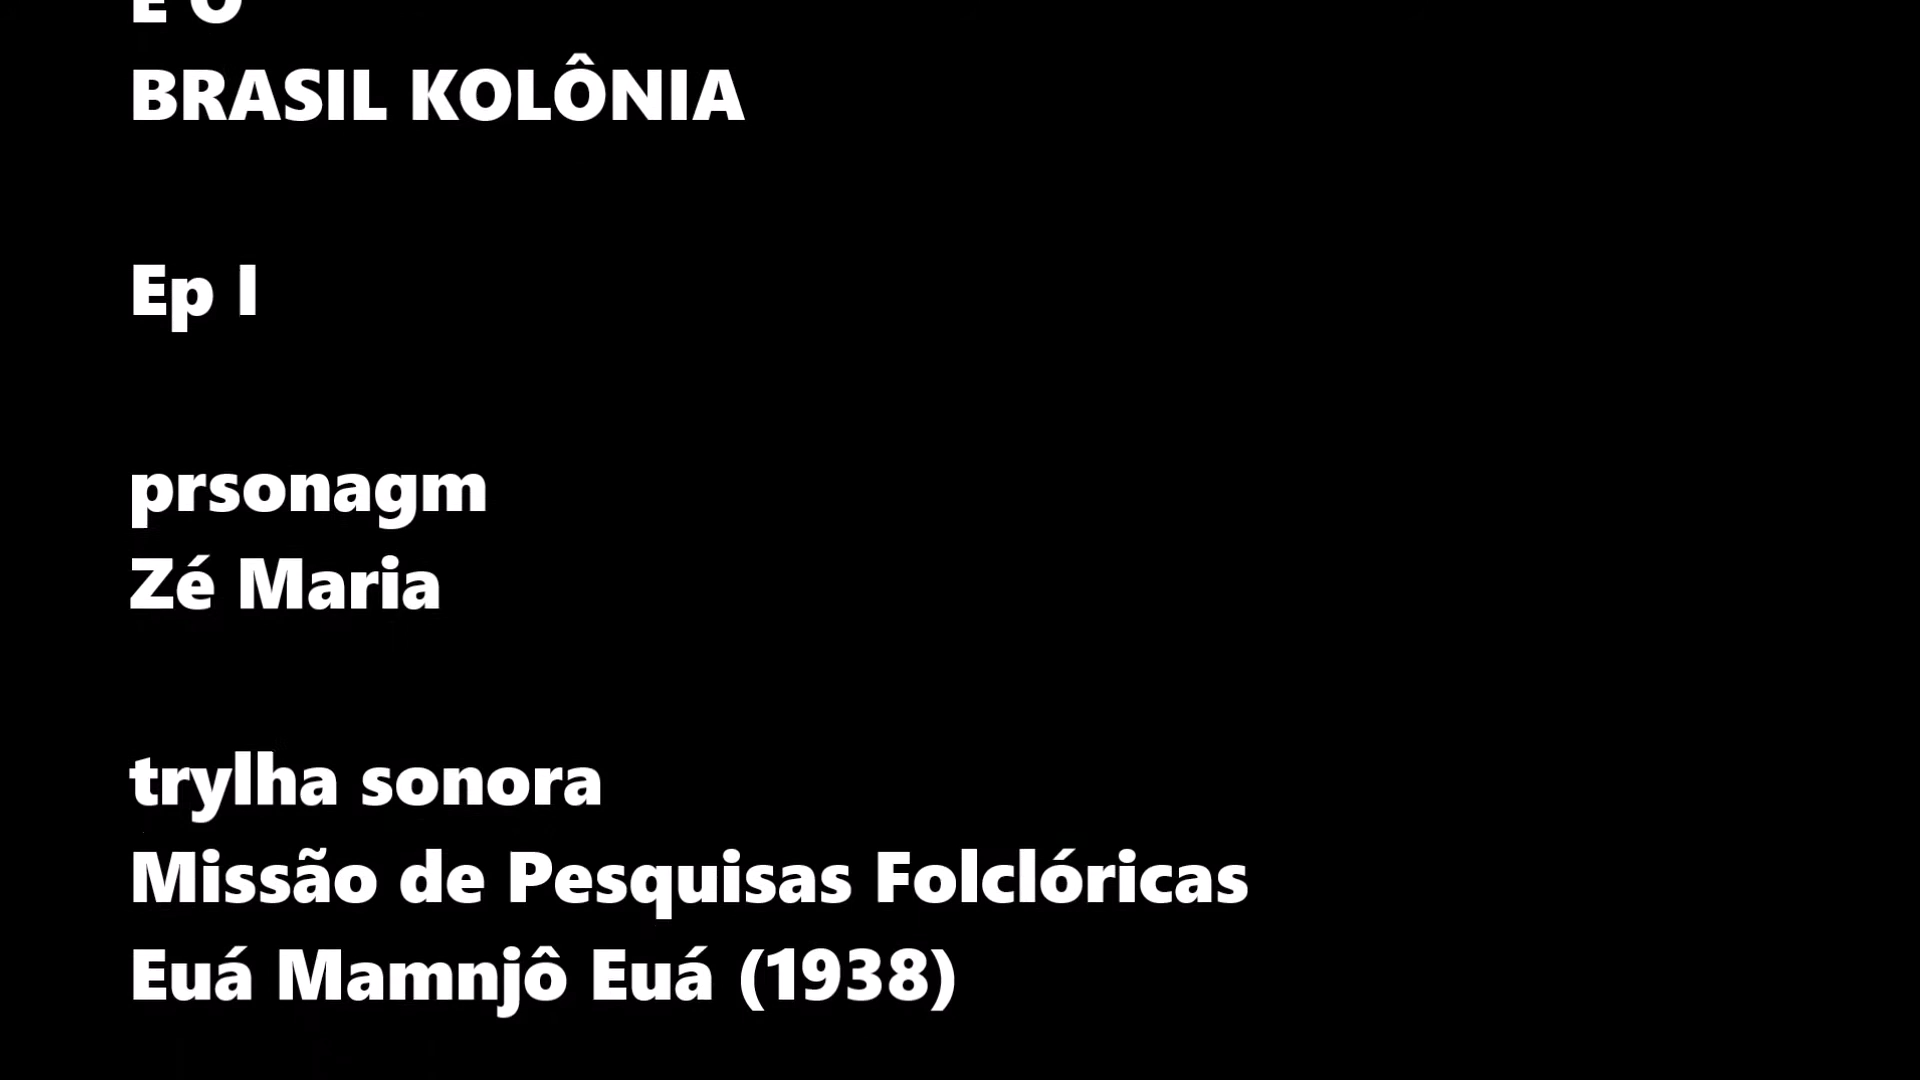 E O
BRASIL KOLÔNIA
Ep I
prsonagm
Zé Maria
trylha sonora
Missão de Pesquisas Folclóricas
Euá Mamnjô Euá (1938)